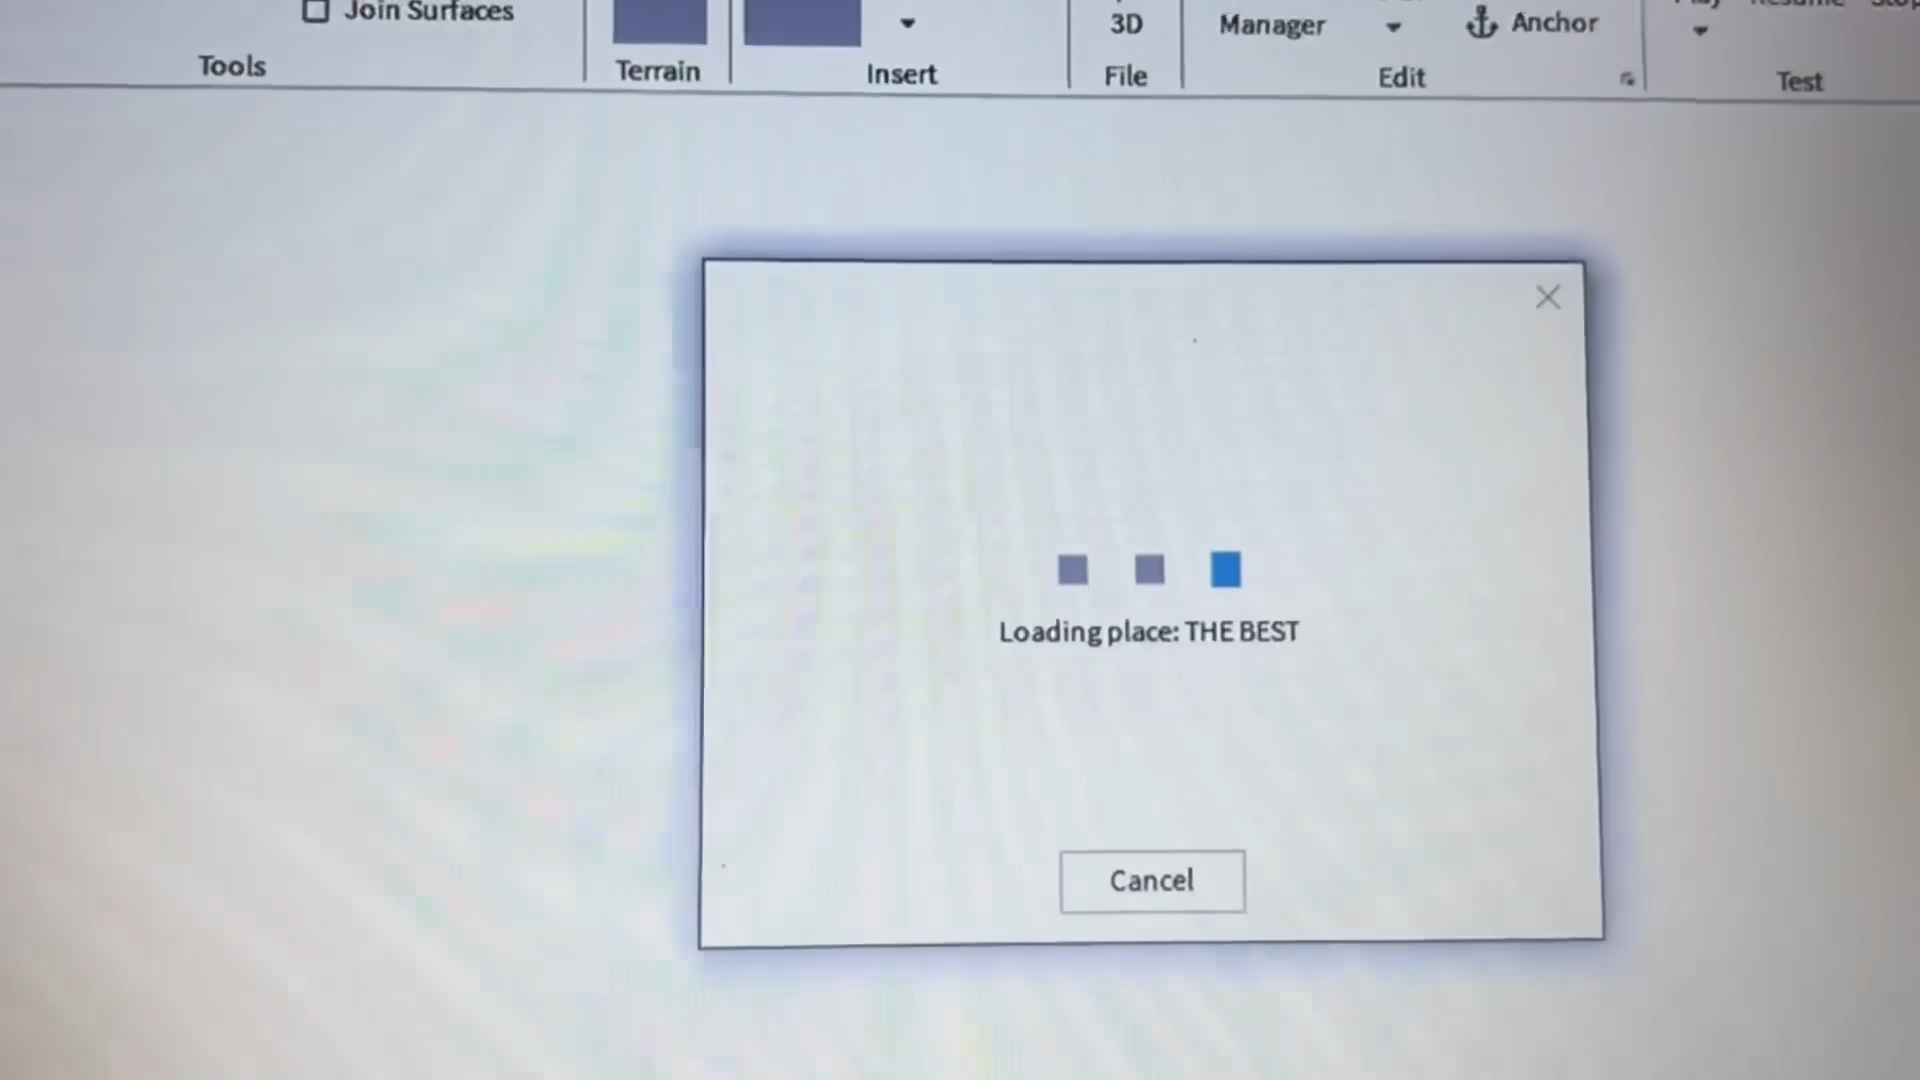 Join Surfaces
3D
Manager
Anchor
Tools
Terrain
Insert
File
Edit
Test
Loading place: THE BEST
Cancel